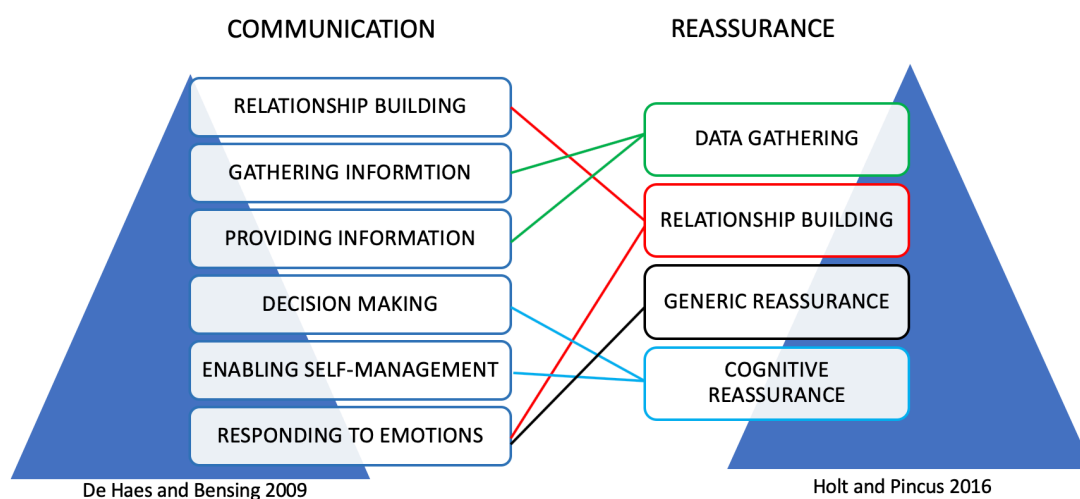 COMMUNICATION
REASSURANCE
RELATIONSHIP BUILDING
GATHERING INFORMTION
PROVIDING INFORMATION
DECISION MAKING
ENABLING SELF-MANAGEMENT
RESPONDING TO EMOTIONS
DATA GATHERING
RELATIONSHIP BUILDING
GENERIC REASSURANCE
COGNITIVE
REASSURANCE
De Haes and Bensing 2009
Holt and Pincus 2016